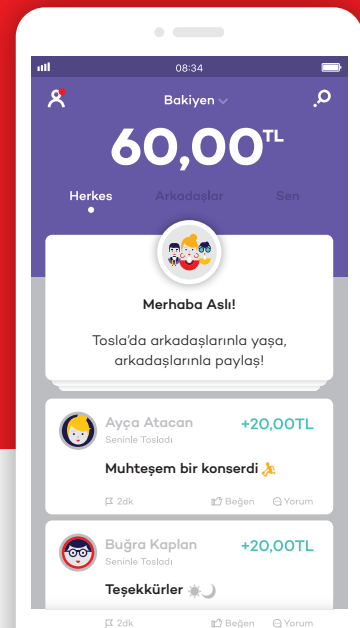 08:34
Bakiyen
60,00TL
Herkes Arkadaşlar Sen
Merhaba Aslı!
Tosla'da arkadaşlarınla yaşa,
arkadaşlarınla paylaş!
Ayça Atacan +20,00TL
Seninle Tosladı
Muhteşem bir konserdi
2dk Beğen Yorum
Buğra Kaplan +20,00TL
Seninle Tosladı
Teşekkürler
2dk Beğen Yorum